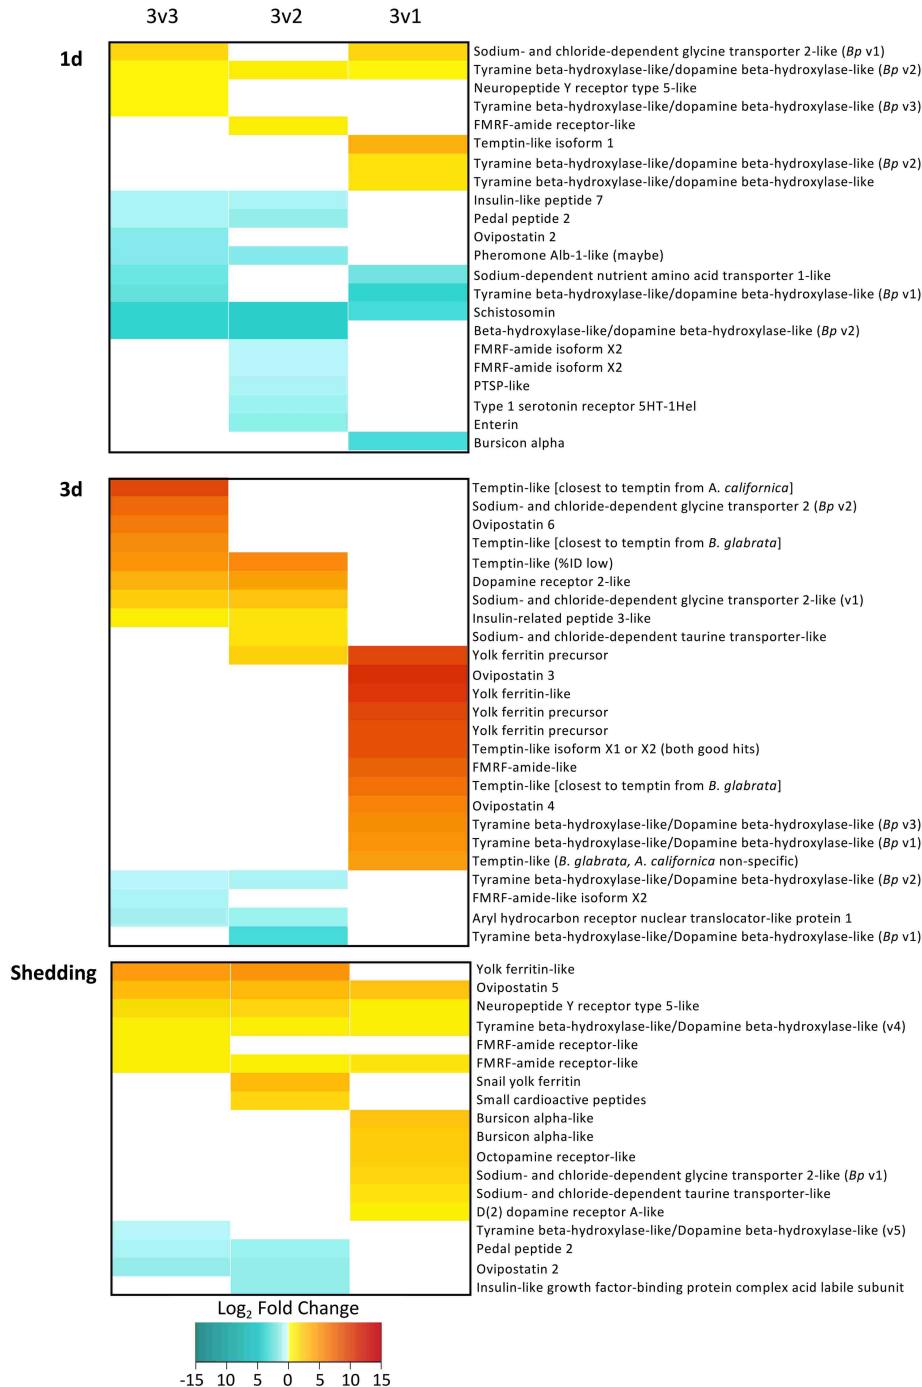 3v3 3v2 3v1
1d
Sodium- and chloride-dependent glycine transporter 2-like (Bp v1)
Tyramine beta-hydroxylase-like/dopamine beta-hydroxylase-like (Bp v2)
Neuropeptide Y receptor type 5-like
Tyramine beta-hydroxylase-like/dopamine beta-hydroxylase-like (Bp v3)
FMRF-amide receptor-like
Temptin-like isoform 1
Tyramine beta-hydroxylase-like/dopamine beta-hydroxylase-like (Bp v2)
Tyramine beta-hydroxylase-like/dopamine beta-hydroxylase-like
Insulin-like peptide 7
Pedal peptide 2
Ovipostatin 2
Pheromone Alb-1-like (maybe)
Sodium-dependent nutrient amino acid transporter 1-like
Tyramine beta-hydroxylase-like/dopamine beta-hydroxylase-like (Bp v1)
Schistosomin
Beta-hydroxylase-like/dopamine beta-hydroxylase-like (Bp v2)
FMRF-amide isoform X2
FMRF-amide isoform X2
PTSP-like
Type 1 serotonin receptor 5HT-1Hel
Enterin
Bursicon alpha
3d
Temptin-like [closest to temptin from A. californica]
Sodium- and chloride-dependent glycine transporter 2 (Bp v2)
Ovipostatin 6
Temptin-like [closest to temptin from B. glabrata]
Temptin-like (%ID low)
Dopamine receptor 2-like
Sodium- and chloride-dependent glycine transporter 2-like (v1)
Insulin-related peptide 3-like
Sodium- and chloride-dependent taurine transporter-like
Yolk ferritin precursor
Ovipostatin 3
Yolk ferritin-like
Yolk ferritin precursor
Yolk ferritin precursor
Temptin-like isoform X1 or X2 (both good hits)
FMRF-amide-like
Temptin-like [closest to temptin from B. glabrata]
Ovipostatin 4
Tyramine beta-hydroxylase-like/Dopamine beta-hydroxylase-like (Bp v3)
Tyramine beta-hydroxylase-like/Dopamine beta-hydroxylase-like (Bp v1)
Temptin-like (B. glabrata, A. californica non-specific)
Tyramine beta-hydroxylase-like/Dopamine beta-hydroxylase-like (Bp v2)
FMRF-amide-like isoform X2
Aryl hydrocarbon receptor nuclear translocator-like protein 1
Tyramine beta-hydroxylase-like/Dopamine beta-hydroxylase-like (Bp v1)
Shedding
Yolk ferritin-like
Ovipostatin 5
Neuropeptide Y receptor type 5-like
Tyramine beta-hydroxylase-like/Dopamine beta-hydroxylase-like (v4)
FMRF-amide receptor-like
FMRF-amide receptor-like
Snail yolk ferritin
Small cardioactive peptides
Bursicon alpha-like
Bursicon alpha-like
Octopamine receptor-like
Sodium- and chloride-dependent glycine transporter 2-like (Bp v1)
Sodium- and chloride-dependent taurine transporter-like
D(2) dopamine receptor A-like
Tyramine beta-hydroxylase-like/Dopamine beta-hydroxylase-like (v5)
Pedal peptide 2
Ovipostatin 2
Insulin-like growth factor-binding protein complex acid labile subunit
Log2 Fold Change
-15 10 5 0 5 10 15